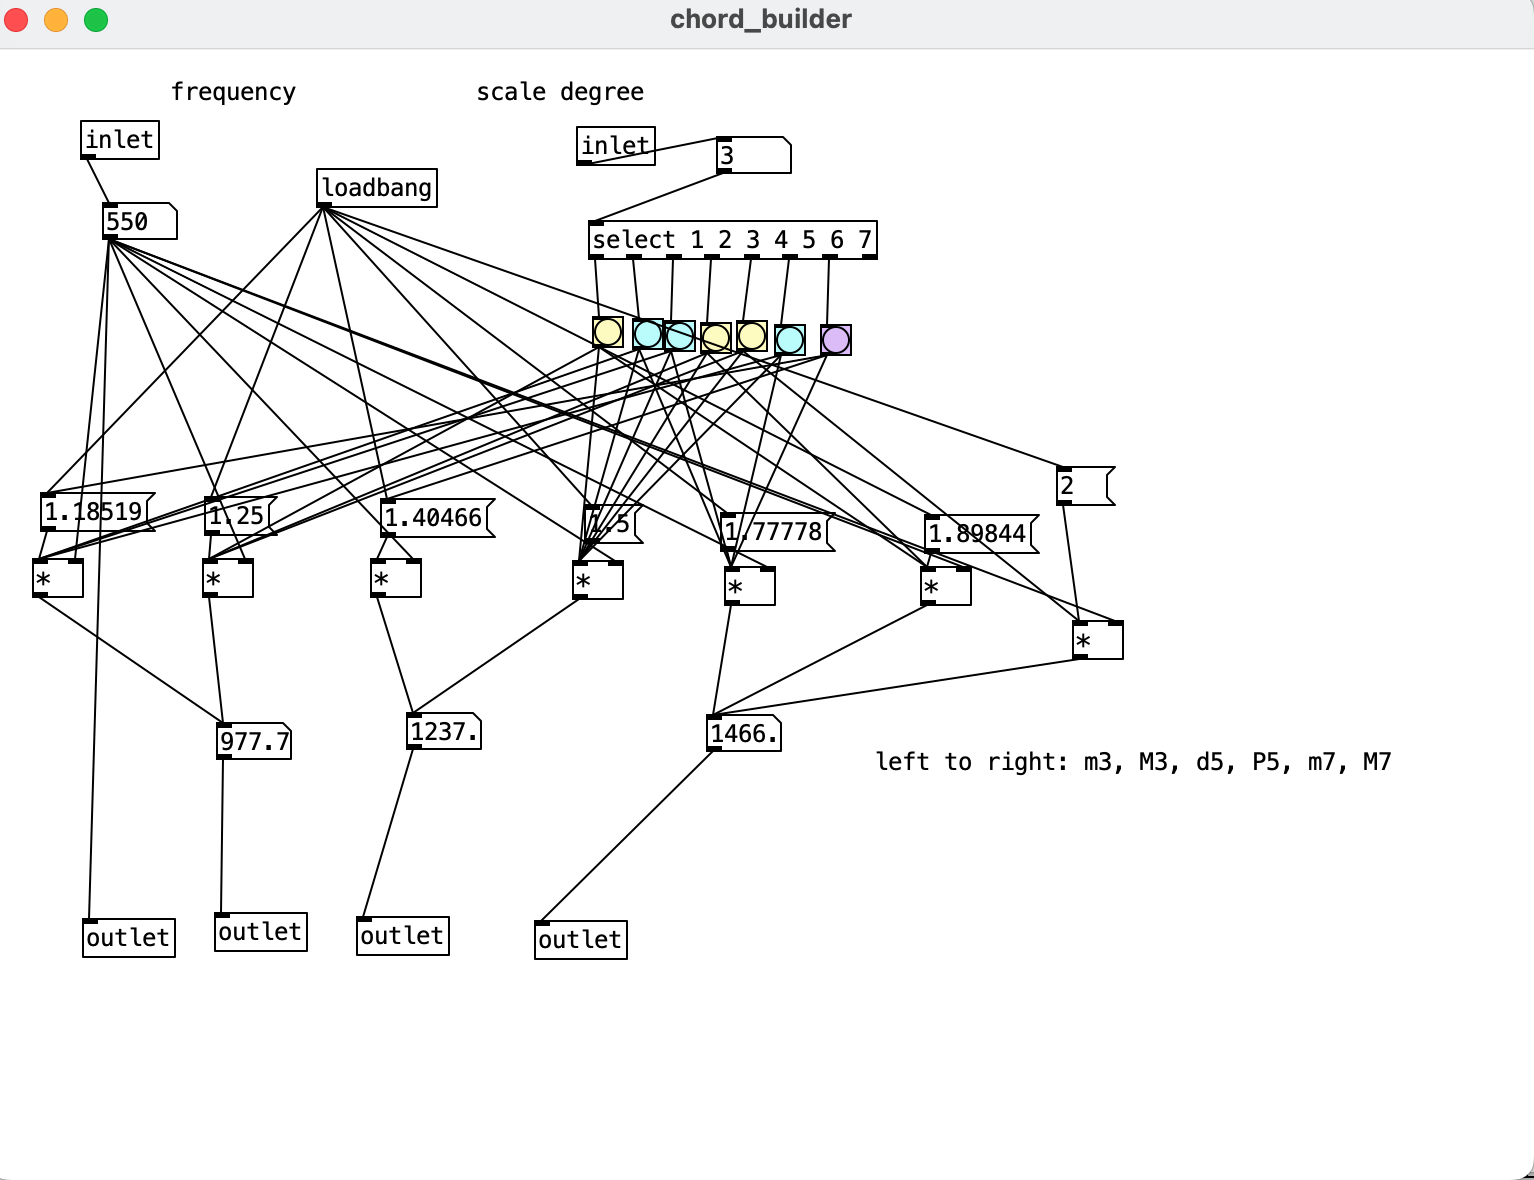 chord_builder
frequency
scale degree
inlet
inlet
3
loadbang
550
select 1 2 3 4 5 6 7
2
1.18519
1.25
1.40466
1.5
1.77778
1.89844
*
*
*
*
*
*
*
977.7
1237.
1466.
left to right: m3, M3, d5, P5, m7, M7
outlet
outlet
outlet
outlet